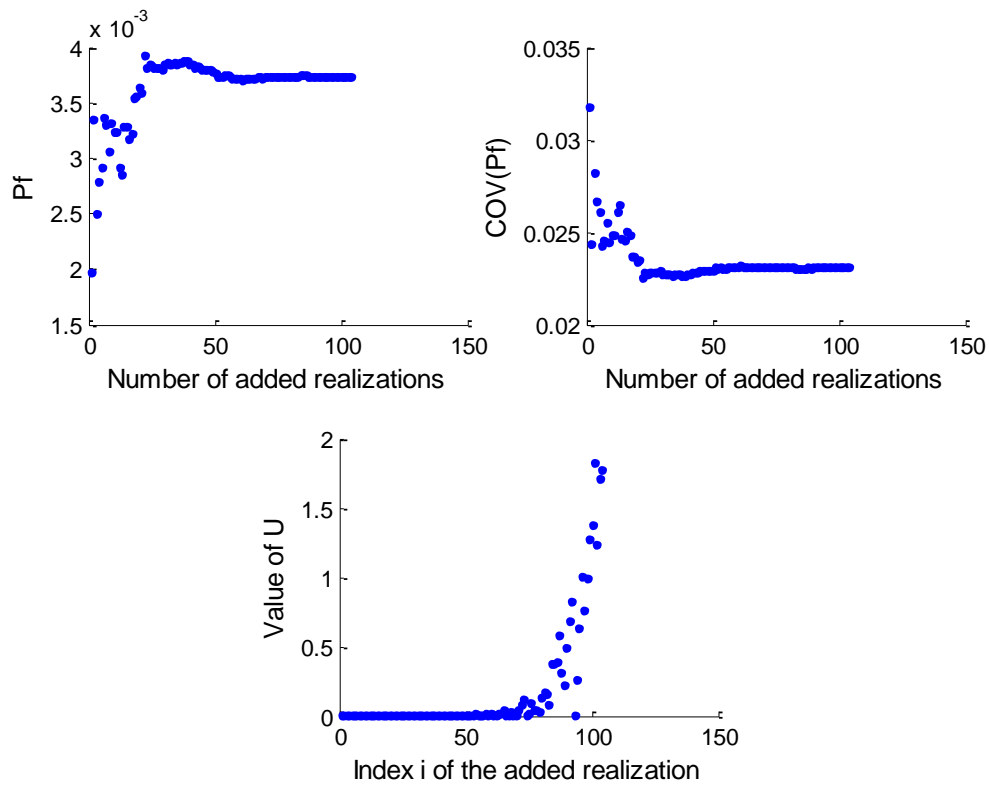 x 10^-3
4
3.5
3
2.5
2
1.5
Pf
0 50 100 150
Number of added realizations
0.035
0.03
0.025
0.02
COV(Pf)
0 50 100 150
Number of added realizations
2
1.5
1
0.5
0
Value of U
0 50 100 150
Index i of the added realization